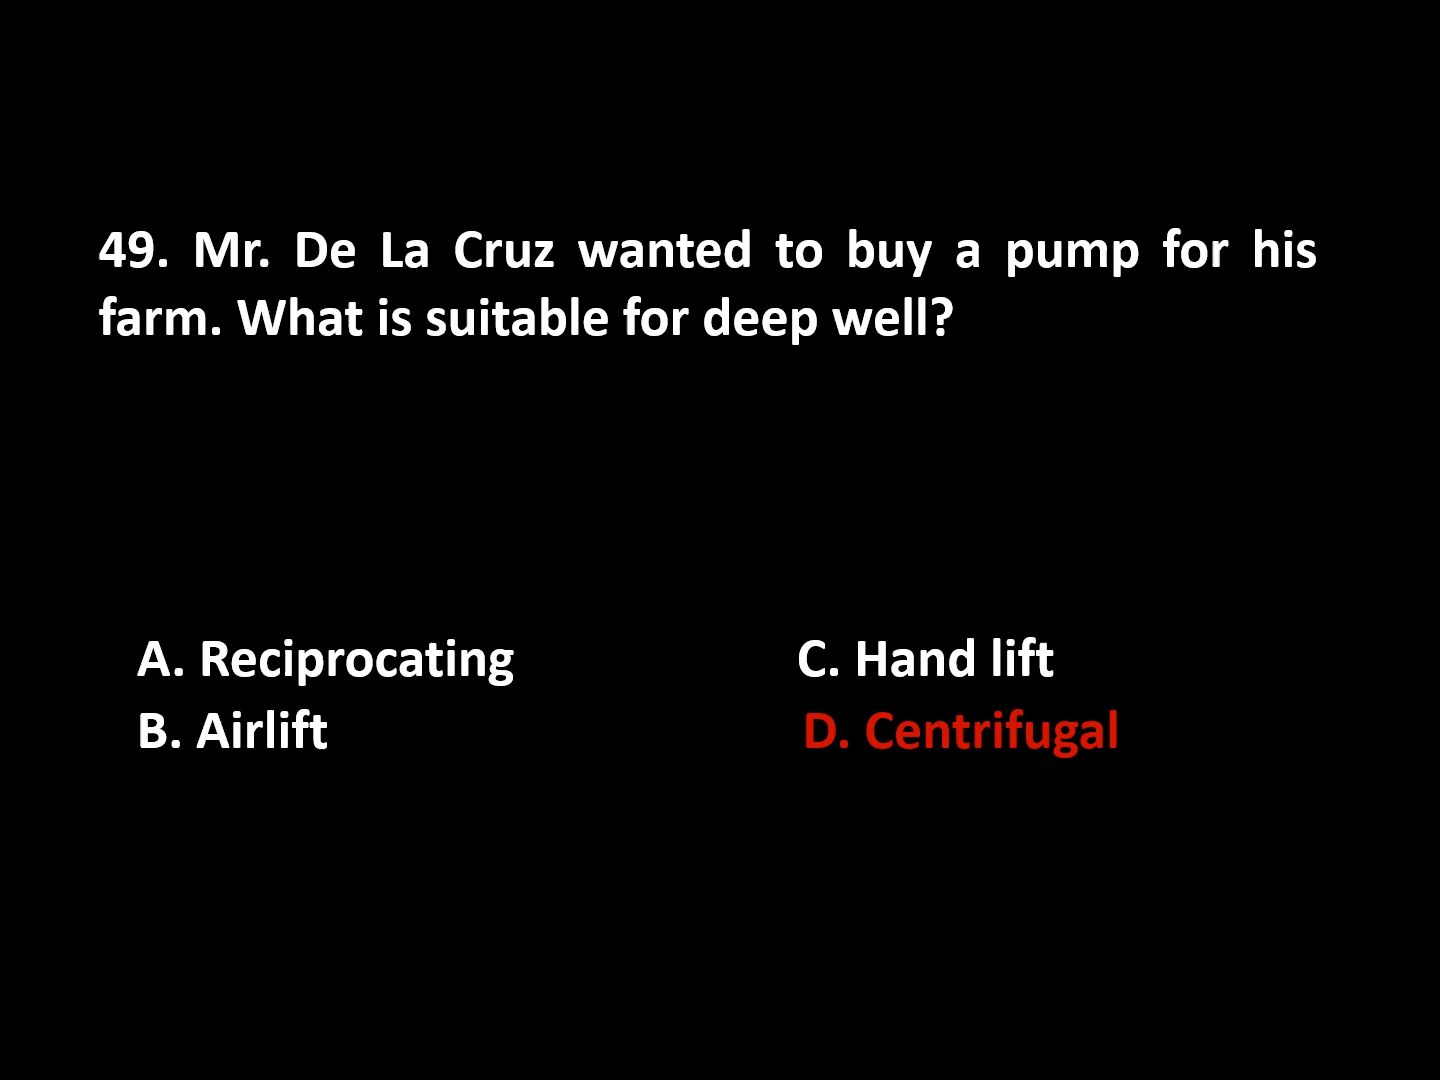 49. Mr. De La Cruz wanted to buy a pump for his
farm. What is suitable for deep well?
A. Reciprocating C. Hand lift
B. Airlift D. Centrifugal